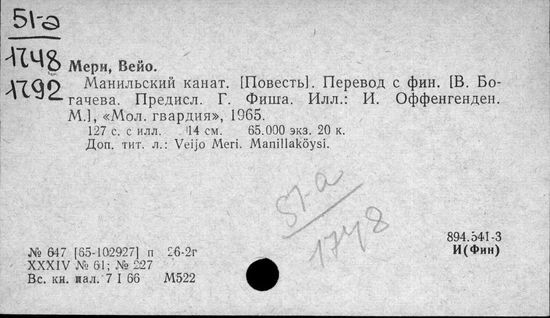 51-а
1748
1792
Мери, Вейо.
Манильский канат. [Повесть]. Перевод с фин. [В. Бо-
гачева. Предисл. Г. Фиша. Илл.: И. Оффенгенден.
М.], «Мол. гвардия», 1965.
127 с. с илл. 14 см. 65.000 экз. 20 к.
Доп. тит. л.: Veijo Meri. Manillaköysi.
51-а
1748
894.541-3
И(Фин)
№ 647 [65-102927] п 26-2г
XXXIV № 61; № 227
Вс. кн. пал. 7 I 66 М522